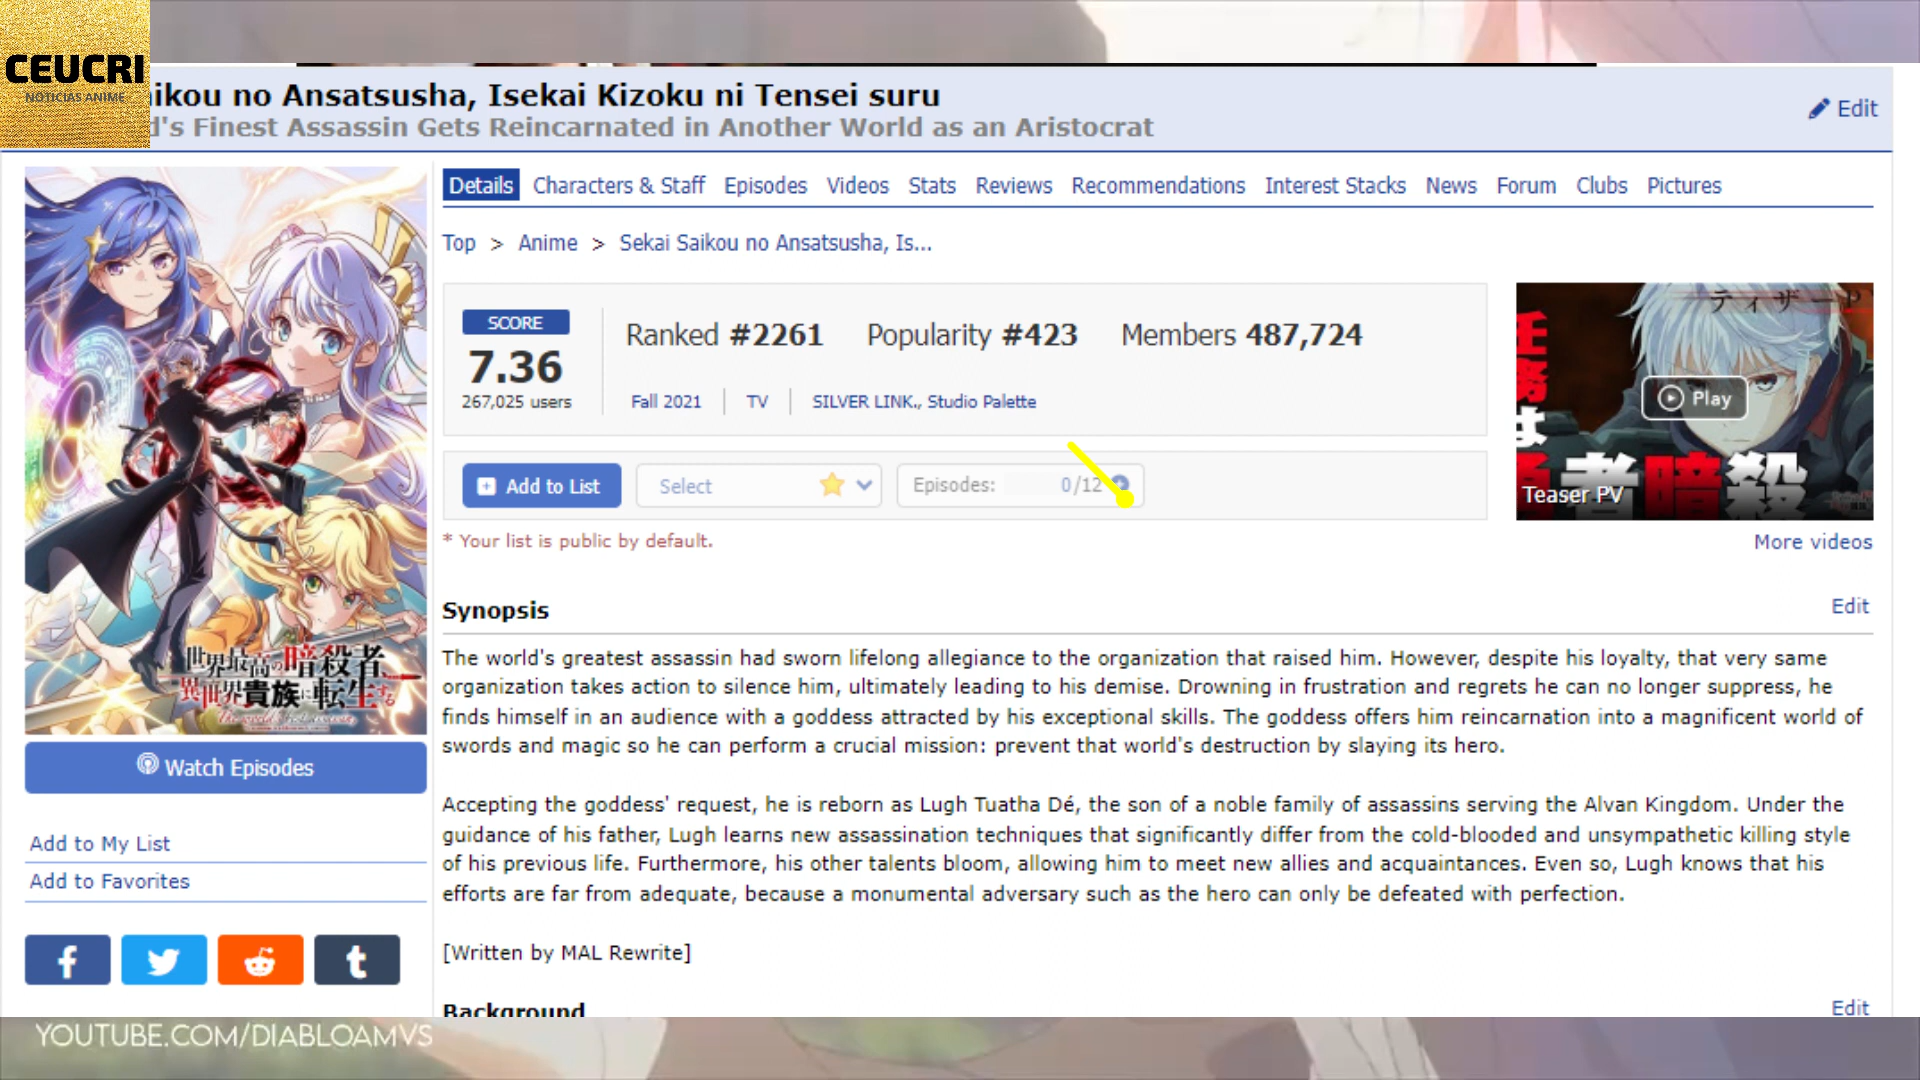 CEUCRI
NOTICIAS ANIME
ikou no Ansatsusha, Isekai Kizoku ni Tensei suru
d's Finest Assassin Gets Reincarnated in Another World as an Aristocrat
Edit
Details Characters & Staff Episodes Videos Stats Reviews Recommendations Interest Stacks News Forum Clubs Pictures
Top > Anime > Sekai Saikou no Ansatsusha, Is...
SCORE
7.36
267,025 users
Ranked #2261 Popularity #423 Members 487,724
Fall 2021 TV SILVER LINK., Studio Palette
ティザーP
Play
者暗殺
Teaser PV
Add to List Select Episodes: 0/12
* Your list is public by default.
More videos
Synopsis
Edit
The world's greatest assassin had sworn lifelong allegiance to the organization that raised him. However, despite his loyalty, that very same
organization takes action to silence him, ultimately leading to his demise. Drowning in frustration and regrets he can no longer suppress, he
finds himself in an audience with a goddess attracted by his exceptional skills. The goddess offers him reincarnation into a magnificent world of
swords and magic so he can perform a crucial mission: prevent that world's destruction by slaying its hero.
Accepting the goddess' request, he is reborn as Lugh Tuatha Dé, the son of a noble family of assassins serving the Alvan Kingdom. Under the
guidance of his father, Lugh learns new assassination techniques that significantly differ from the cold-blooded and unsympathetic killing style
of his previous life. Furthermore, his other talents bloom, allowing him to meet new allies and acquaintances. Even so, Lugh knows that his
efforts are far from adequate, because a monumental adversary such as the hero can only be defeated with perfection.
[Written by MAL Rewrite]
Background
Edit
世界最高の暗殺者、
異世界貴族に転生する
Watch Episodes
Add to My List
Add to Favorites
YOUTUBE.COM/DIABLOAMVS